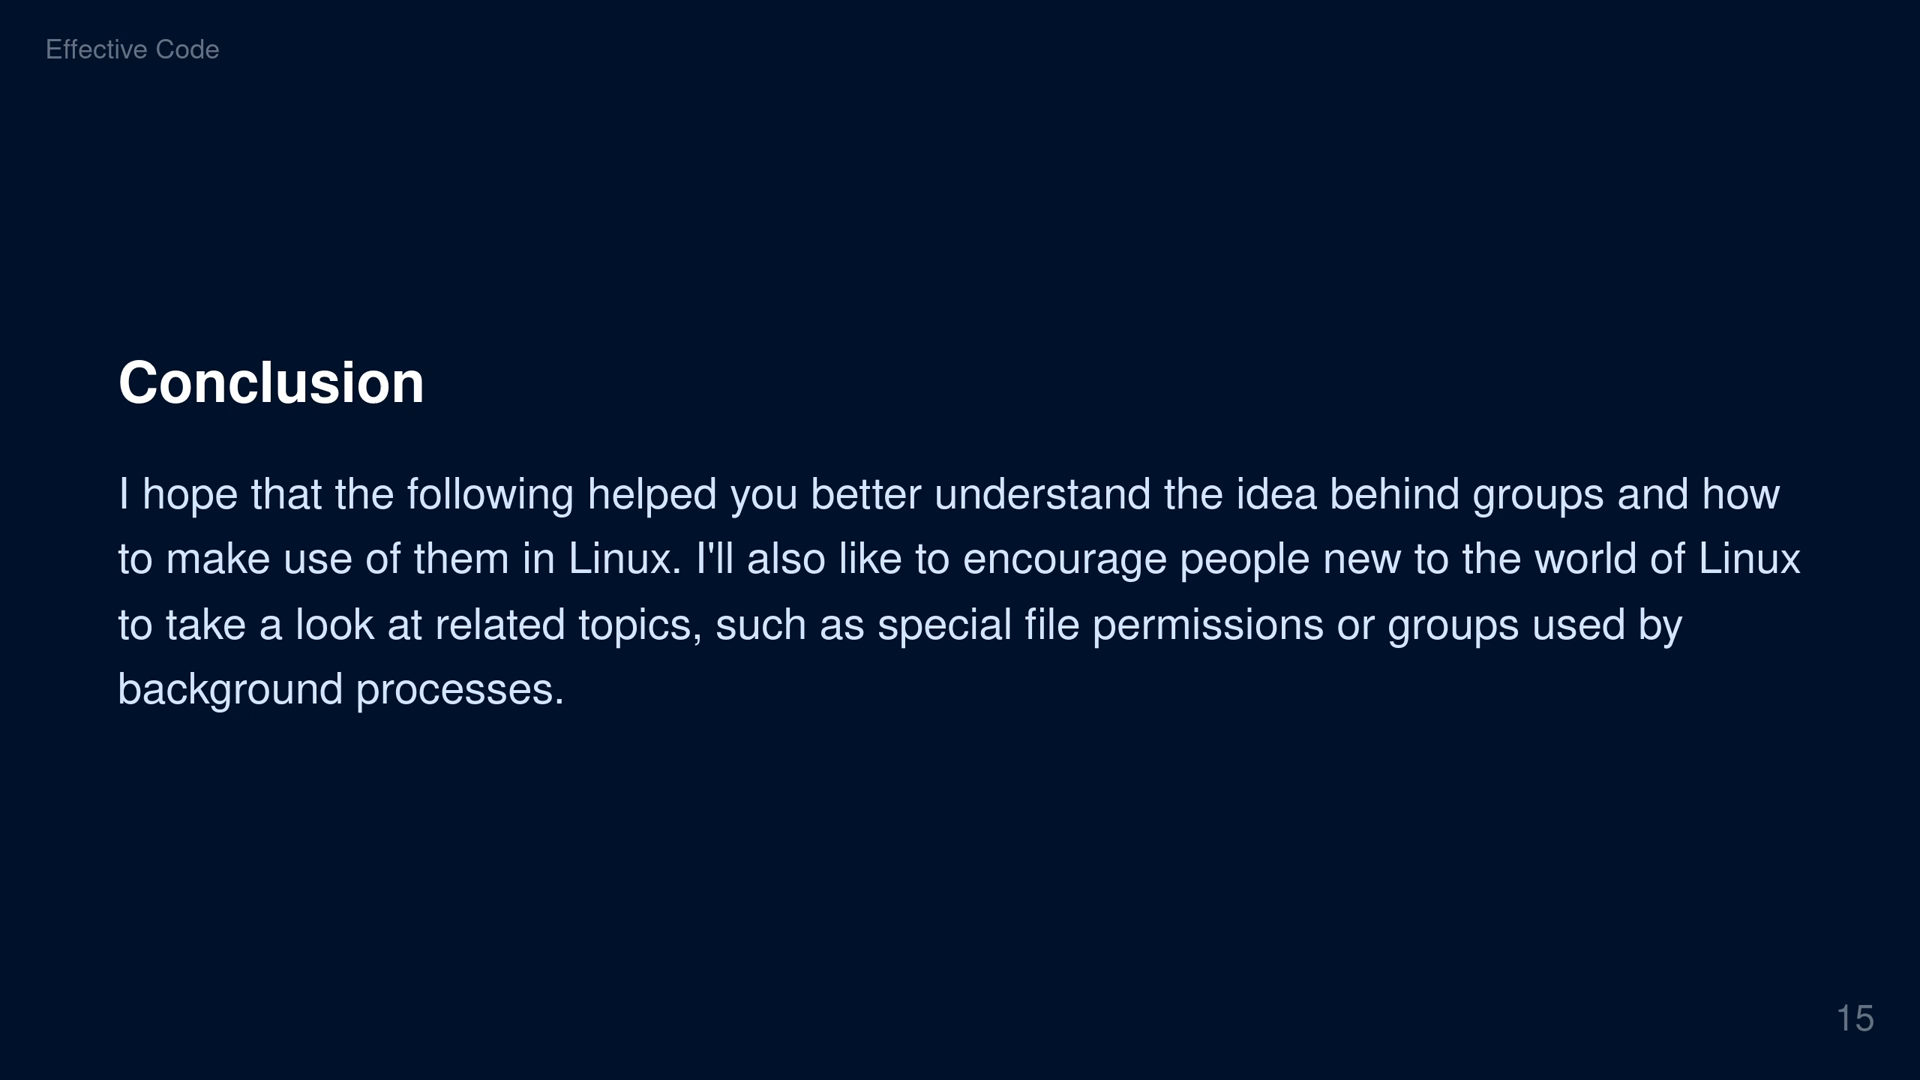 Effective Code
Conclusion
I hope that the following helped you better understand the idea behind groups and how
to make use of them in Linux. I'll also like to encourage people new to the world of Linux
to take a look at related topics, such as special file permissions or groups used by
background processes.
15